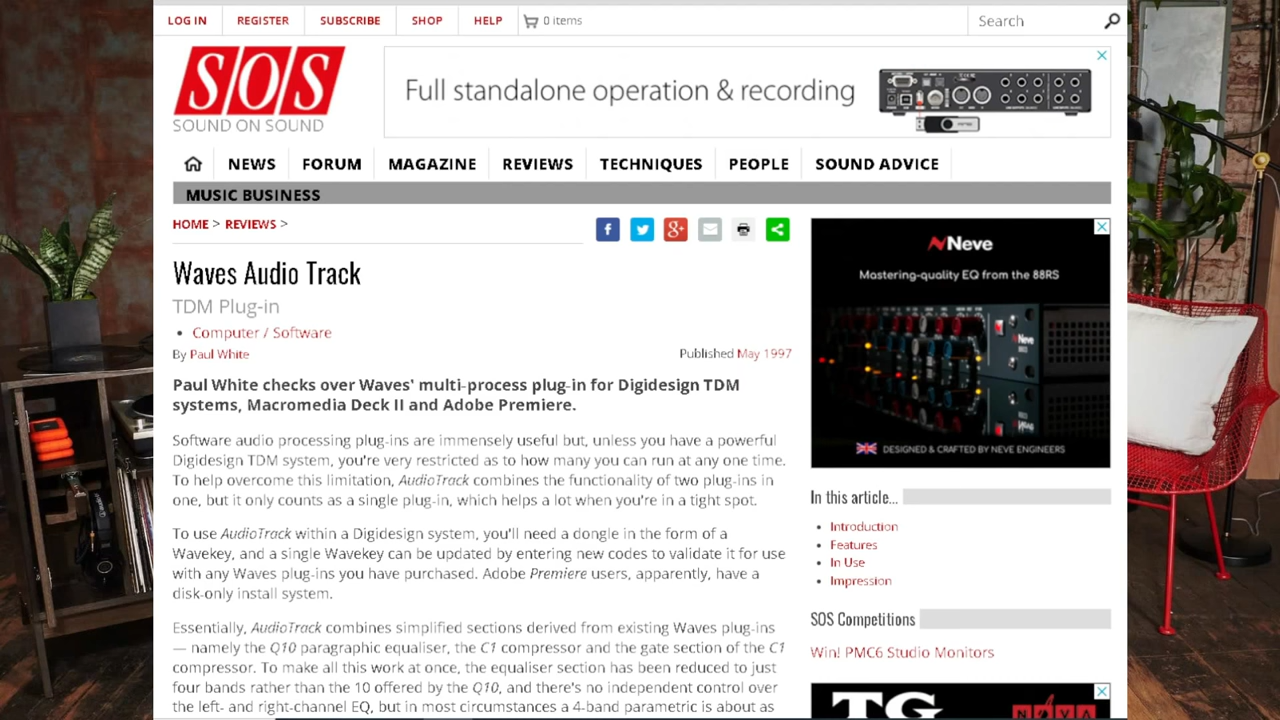 LOG IN REGISTER SUBSCRIBE SHOP HELP 0 items Search
SOS
SOUND ON SOUND
Full standalone operation & recording
NEWS FORUM MAGAZINE REVIEWS TECHNIQUES PEOPLE SOUND ADVICE
MUSIC BUSINESS
HOME > REVIEWS >
Waves Audio Track
TDM Plug-in
• Computer / Software
By Paul White Published May 1997
Paul White checks over Waves' multi-process plug-in for Digidesign TDM
systems, Macromedia Deck II and Adobe Premiere.
Software audio processing plug-ins are immensely useful but, unless you have a powerful
Digidesign TDM system, you're very restricted as to how many you can run at any one time.
To help overcome this limitation, AudioTrack combines the functionality of two plug-ins in
one, but it only counts as a single plug-in, which helps a lot when you're in a tight spot.
To use AudioTrack within a Digidesign system, you'll need a dongle in the form of a
Wavekey, and a single Wavekey can be updated by entering new codes to validate it for use
with any Waves plug-ins you have purchased. Adobe Premiere users, apparently, have a
disk-only install system.
Essentially, AudioTrack combines simplified sections derived from existing Waves plug-ins
— namely the Q10 paragraphic equaliser, the C1 compressor and the gate section of the C1
compressor. To make all this work at once, the equaliser section has been reduced to just
four bands rather than the 10 offered by the Q10, and there's no independent control over
the left- and right-channel EQ, but in most circumstances a 4-band parametric is about as
Neve
Mastering-quality EQ from the 88RS
Neve
DESIGNED & CRAFTED BY NEVE ENGINEERS
In this article...
• Introduction
• Features
• In Use
• Impression
SOS Competitions
Win! PMC6 Studio Monitors
TG
NOVA